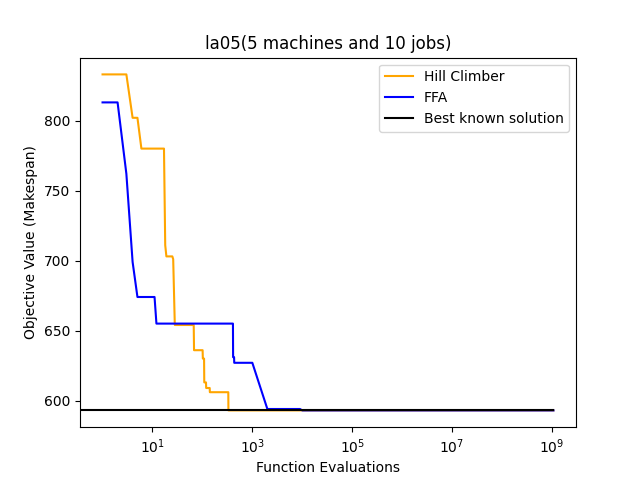 la05(5 machines and 10 jobs)
Hill Climber
FFA
Best known solution
Objective Value (Makespan)
800
750
700
650
600
10¹
10³
10⁵
10⁷
10⁹
Function Evaluations